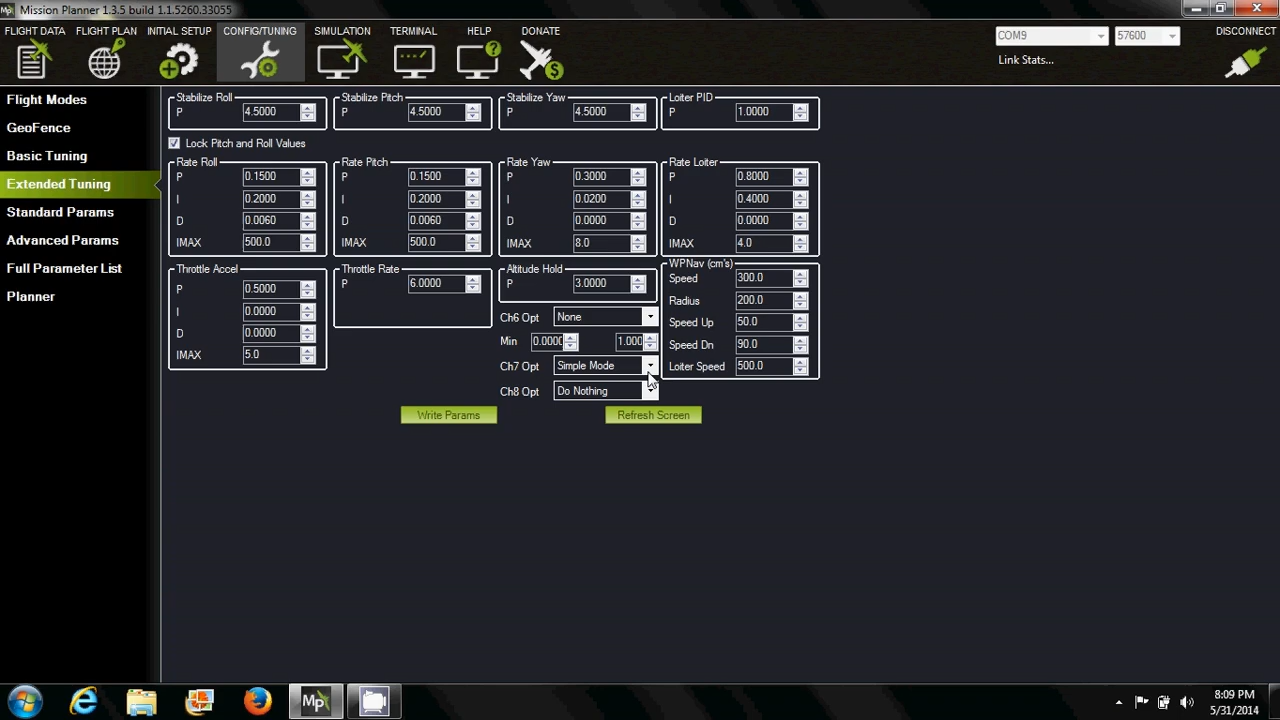 Mission Planner 1.3.5 build 1.1.5260.33055
FLIGHT DATA FLIGHT PLAN INITIAL SETUP CONFIG/TUNING SIMULATION TERMINAL HELP DONATE
COM9 57600 DISCONNECT
Link Stats...
Flight Modes
GeoFence
Basic Tuning
Extended Tuning
Standard Params
Advanced Params
Full Parameter List
Planner
Stabilize Roll
P 4.5000
Stabilize Pitch
P 4.5000
Stabilize Yaw
P 4.5000
Loiter PID
P 1.0000
Lock Pitch and Roll Values
Rate Roll
P 0.1500
I 0.2000
D 0.0060
IMAX 500.0
Rate Pitch
P 0.1500
I 0.2000
D 0.0060
IMAX 500.0
Rate Yaw
P 0.3000
I 0.0200
D 0.0000
IMAX 8.0
Rate Loiter
P 0.8000
I 0.4000
D 0.0000
IMAX 4.0
Throttle Accel
P 0.5000
I 0.0000
D 0.0000
IMAX 5.0
Throttle Rate
P 6.0000
Altitude Hold
P 3.0000
Ch6 Opt None
Min 0.0000 1.000
Ch7 Opt Simple Mode
Ch8 Opt Do Nothing
WPNav (cm's)
Speed 300.0
Radius 200.0
Speed Up 50.0
Speed Dn 90.0
Loiter Speed 500.0
Write Params Refresh Screen
Mp
8:09 PM
5/31/2014